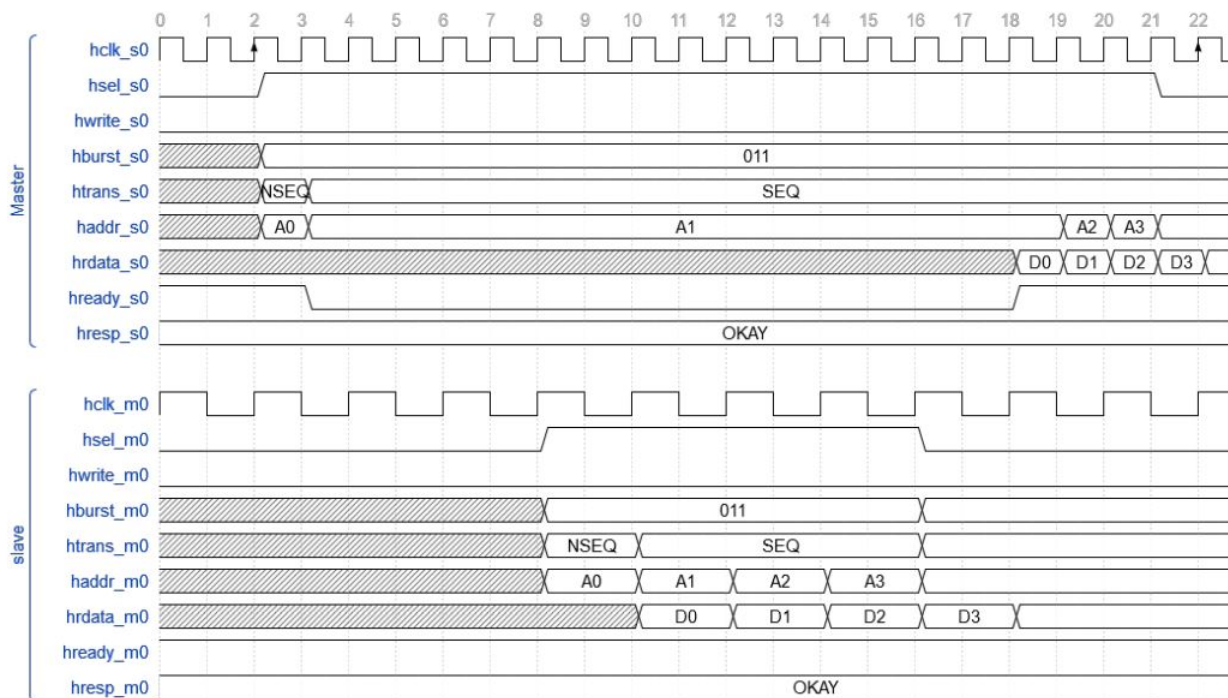 0 1 2 3 4 5 6 7 8 9 10 11 12 13 14 15 16 17 18 19 20 21 22
Master
hclk_s0
hsel_s0
hwrite_s0
hburst_s0 011
htrans_s0 NSEQ SEQ
haddr_s0 A0 A1 A2 A3
hrdata_s0 D0 D1 D2 D3
hready_s0
hresp_s0 OKAY
slave
hclk_m0
hsel_m0
hwrite_m0
hburst_m0 011
htrans_m0 NSEQ SEQ
haddr_m0 A0 A1 A2 A3
hrdata_m0 D0 D1 D2 D3
hready_m0
hresp_m0 OKAY